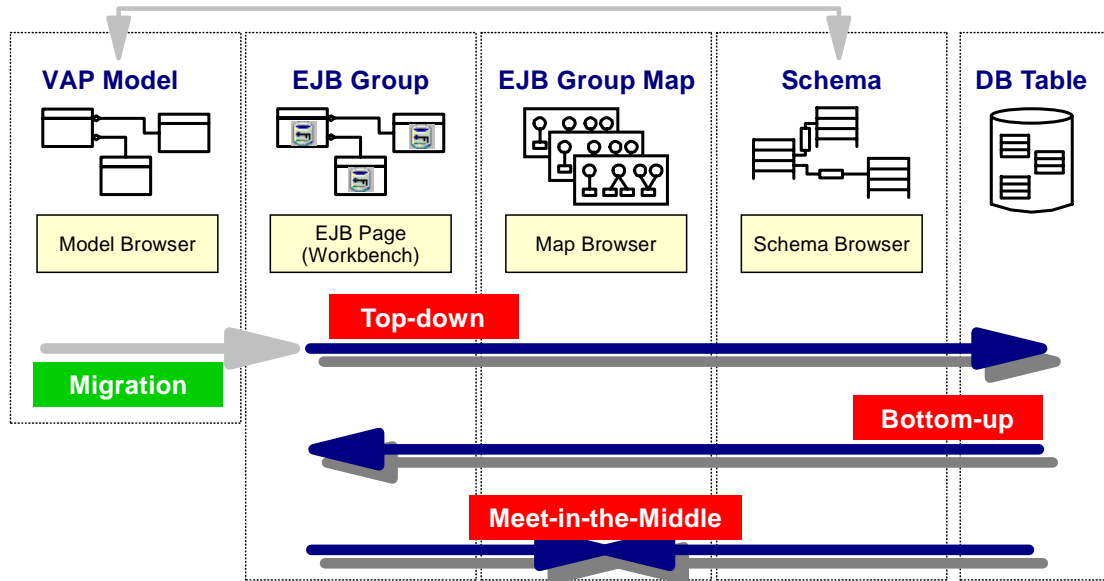 VAP Model
EJB Group
EJB Group Map
Schema
DB Table
Model Browser
EJB Page
(Workbench)
Map Browser
Schema Browser
Top-down
Migration
Bottom-up
Meet-in-the-Middle